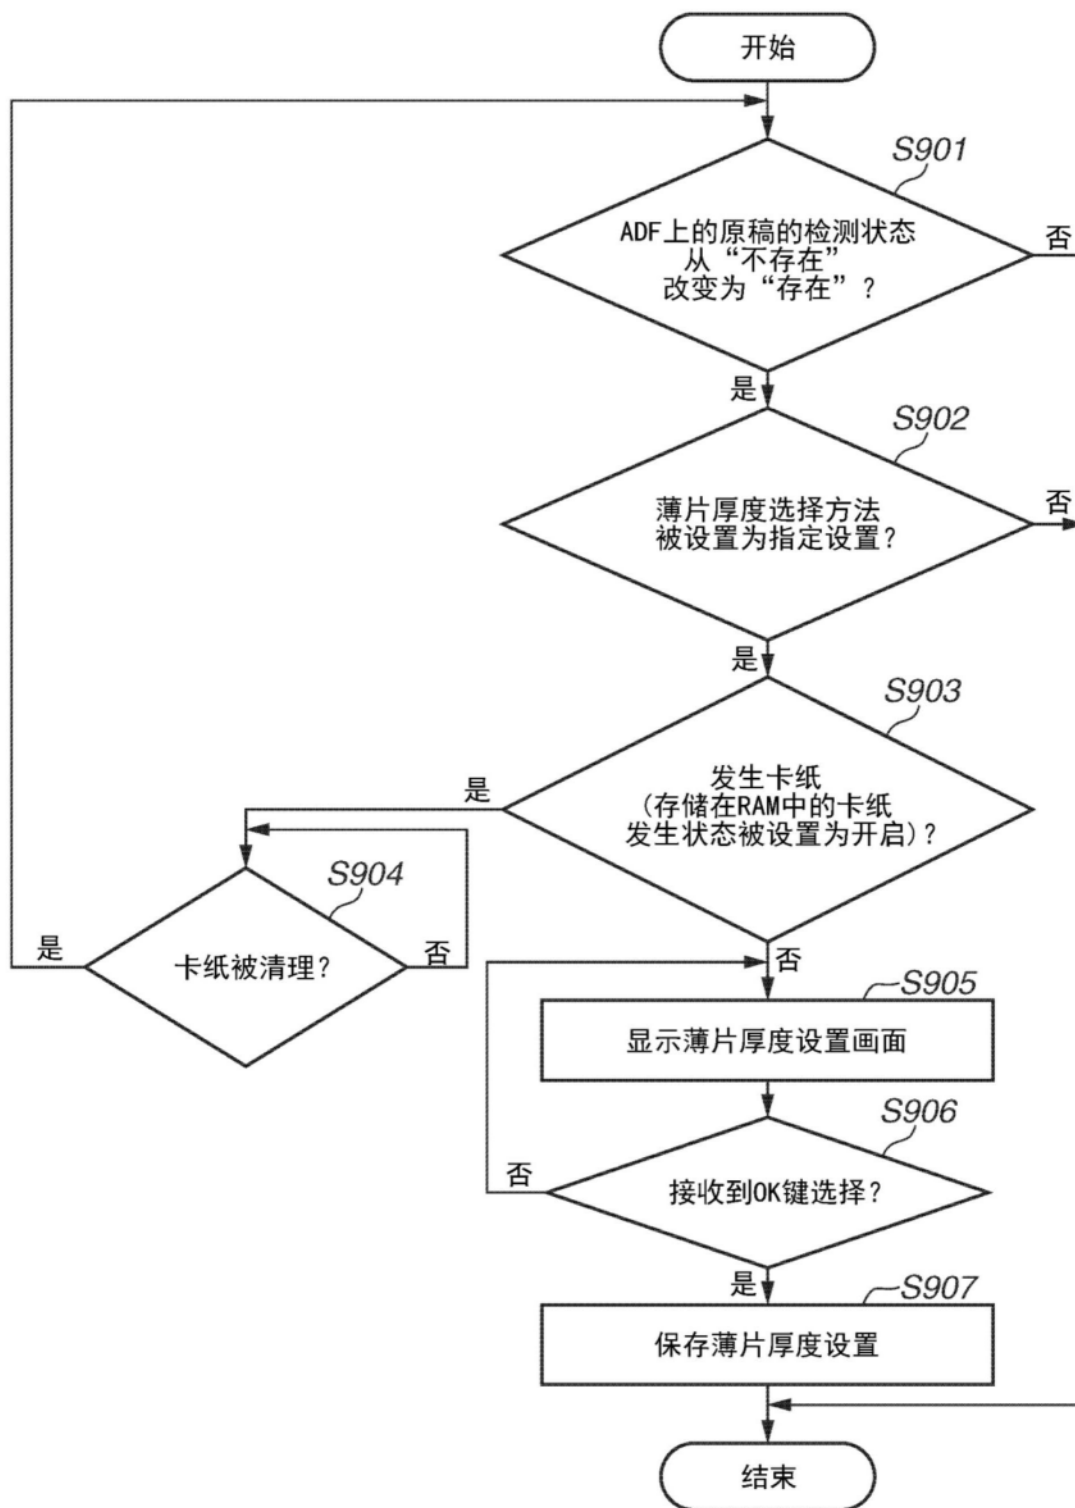 开始
S901
ADF上的原稿的检测状态
从“不存在”
改变为“存在”？
否
是
S902
薄片厚度选择方法
被设置为指定设置？
否
是
S903
发生卡纸
(存储在RAM中的卡纸
发生状态被设置为开启)？
是
否
S904
卡纸被清理？
是
否
S905
显示薄片厚度设置画面
S906
接收到OK键选择？
否
是
S907
保存薄片厚度设置
结束